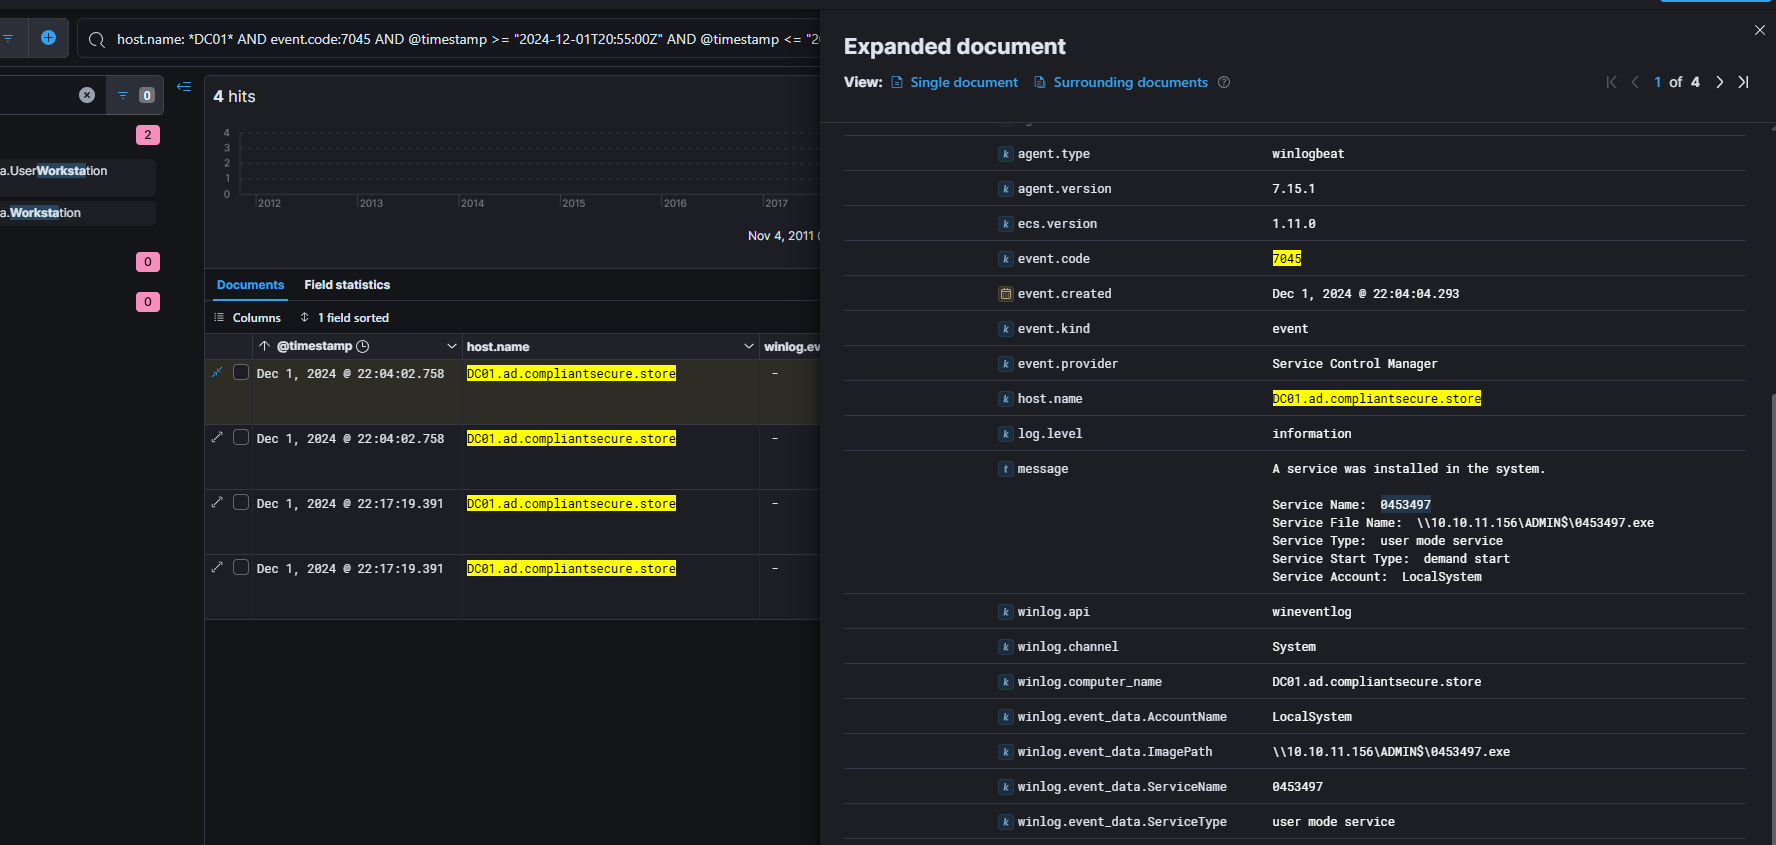 host.name: *DC01* AND event.code:7045 AND @timestamp >= "2024-12-01T20:55:00Z" AND @timestamp <= "2
0
2
a.UserWorkstation
a.Workstation
0
0
4 hits
4
3
2
1
0
2012 2013 2014 2015 2016 2017
Nov 4, 2011
Documents Field statistics
Columns 1 field sorted
@timestamp host.name winlog.ev
Dec 1, 2024 @ 22:04:02.758 DC01.ad.compliantsecure.store -
Dec 1, 2024 @ 22:04:02.758 DC01.ad.compliantsecure.store -
Dec 1, 2024 @ 22:17:19.391 DC01.ad.compliantsecure.store -
Dec 1, 2024 @ 22:17:19.391 DC01.ad.compliantsecure.store -
Expanded document
View: Single document Surrounding documents 1 of 4
k agent.type winlogbeat
k agent.version 7.15.1
k ecs.version 1.11.0
k event.code 7045
event.created Dec 1, 2024 @ 22:04:04.293
k event.kind event
k event.provider Service Control Manager
k host.name DC01.ad.compliantsecure.store
k log.level information
t message A service was installed in the system.
Service Name: 0453497
Service File Name: \\10.10.11.156\ADMIN$\0453497.exe
Service Type: user mode service
Service Start Type: demand start
Service Account: LocalSystem
k winlog.api wineventlog
k winlog.channel System
k winlog.computer_name DC01.ad.compliantsecure.store
k winlog.event_data.AccountName LocalSystem
k winlog.event_data.ImagePath \\10.10.11.156\ADMIN$\0453497.exe
k winlog.event_data.ServiceName 0453497
k winlog.event_data.ServiceType user mode service